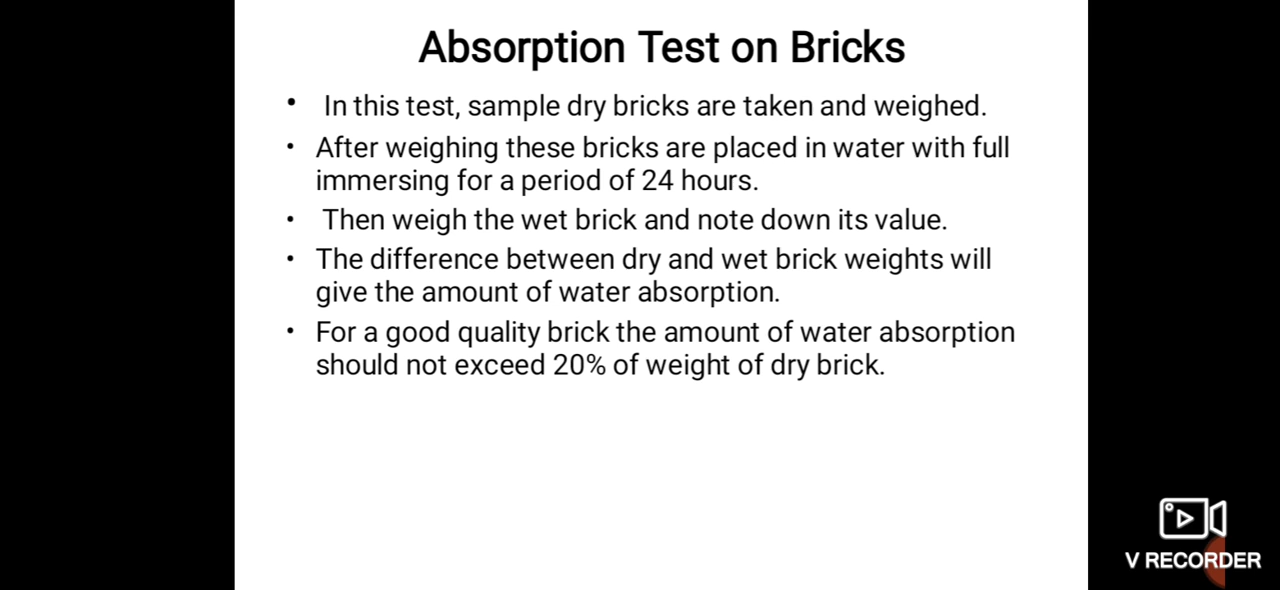 Absorption Test on Bricks
• In this test, sample dry bricks are taken and weighed.
• After weighing these bricks are placed in water with full
immersing for a period of 24 hours.
• Then weigh the wet brick and note down its value.
• The difference between dry and wet brick weights will
give the amount of water absorption.
• For a good quality brick the amount of water absorption
should not exceed 20% of weight of dry brick.
V RECORDER